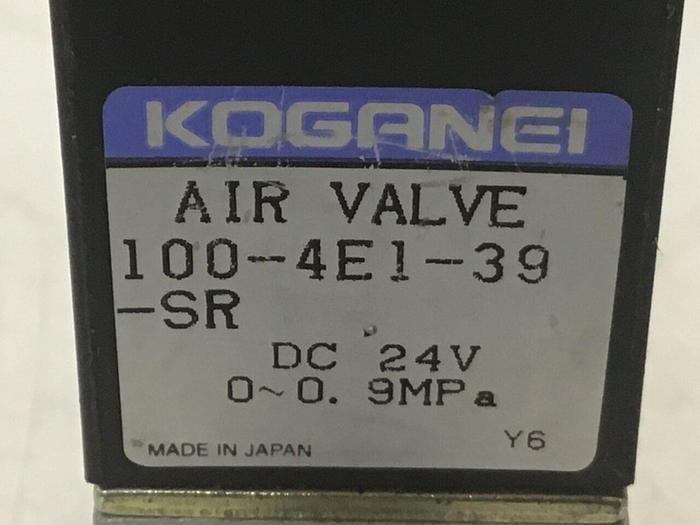 KOGANEI
AIR VALVE
100-4E1-39
-SR
DC 24V
0~0.9MPa
Y6
MADE IN JAPAN